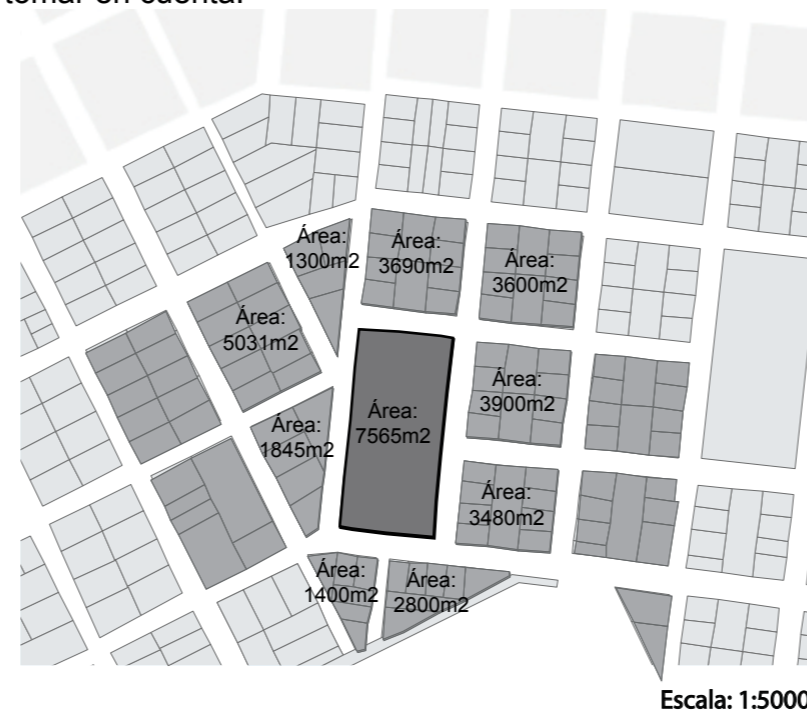 tomar en cuenta.
Área:
1300m2
Área:
3690m2
Área:
3600m2
Área:
5031m2
Área:
3900m2
Área:
7565m2
Área:
1845m2
Área:
3480m2
Área:
1400m2
Área:
2800m2
Escala: 1:5000